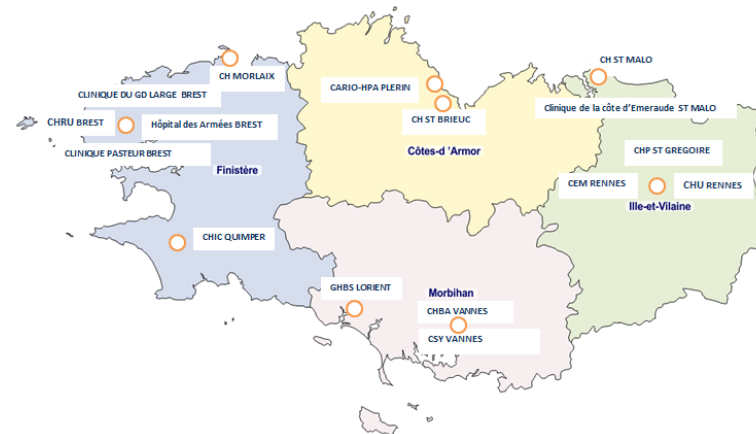 CH MORLAIX
CLINIQUE DU GD LARGE BREST
CHRU BREST
Hôpital des Armées BREST
CLINIQUE PASTEUR BREST
Finistère
CHIC QUIMPER
CARIO-HPA PLERIN
CH ST BRIEUC
Côtes-d 'Armor
CH ST MALO
Clinique de la côte d'Emeraude ST MALO
CHP ST GREGOIRE
CEM RENNES
CHU RENNES
Ille-et-Vilaine
GHBS LORIENT
Morbihan
CHBA VANNES
CSY VANNES